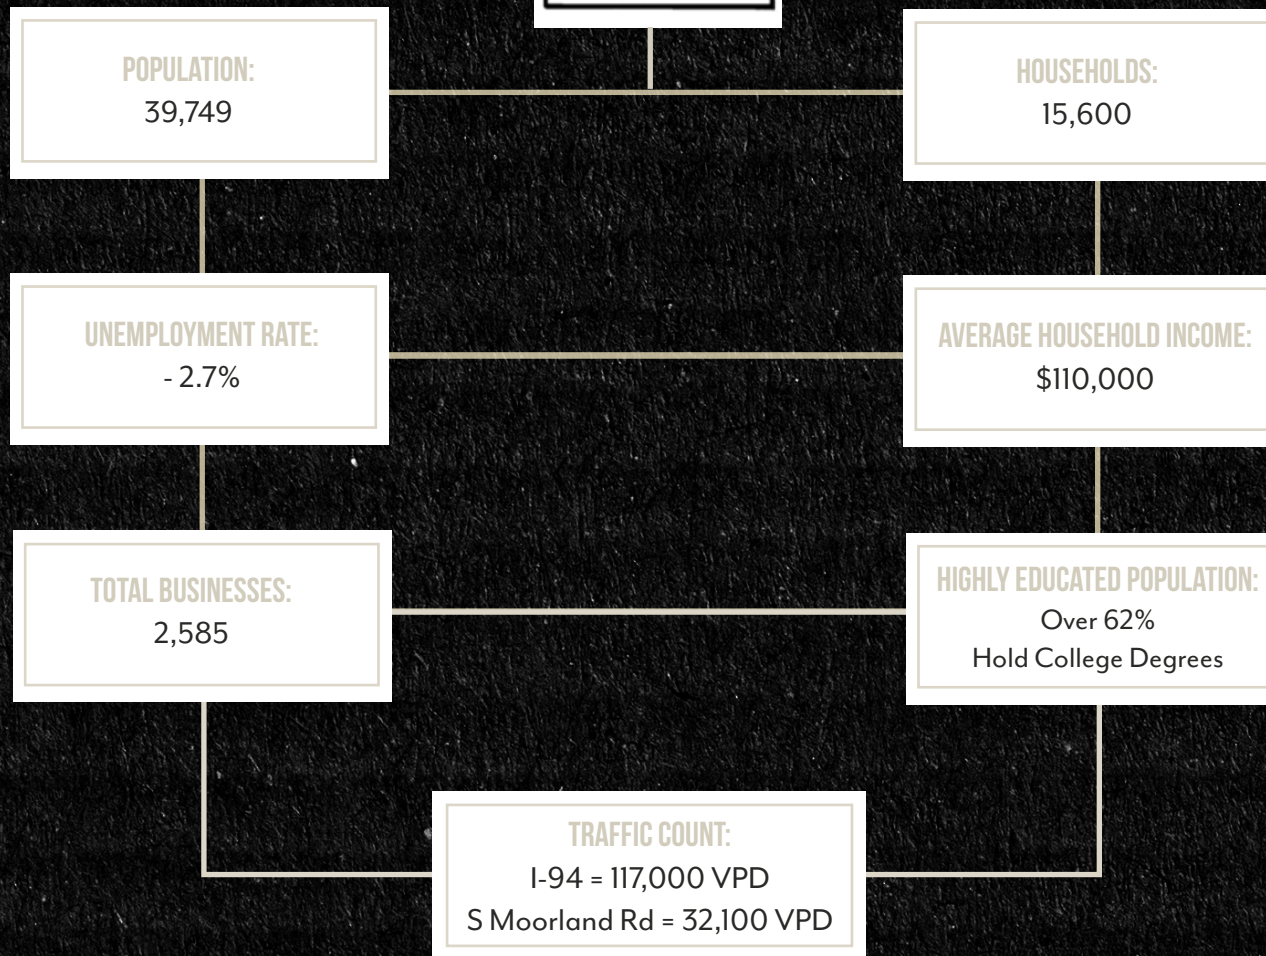 POPULATION:
39,749
HOUSEHOLDS:
15,600
UNEMPLOYMENT RATE:
- 2.7%
AVERAGE HOUSEHOLD INCOME:
$110,000
TOTAL BUSINESSES:
2,585
HIGHLY EDUCATED POPULATION:
Over 62%
Hold College Degrees
TRAFFIC COUNT:
I-94 = 117,000 VPD
S Moorland Rd = 32,100 VPD